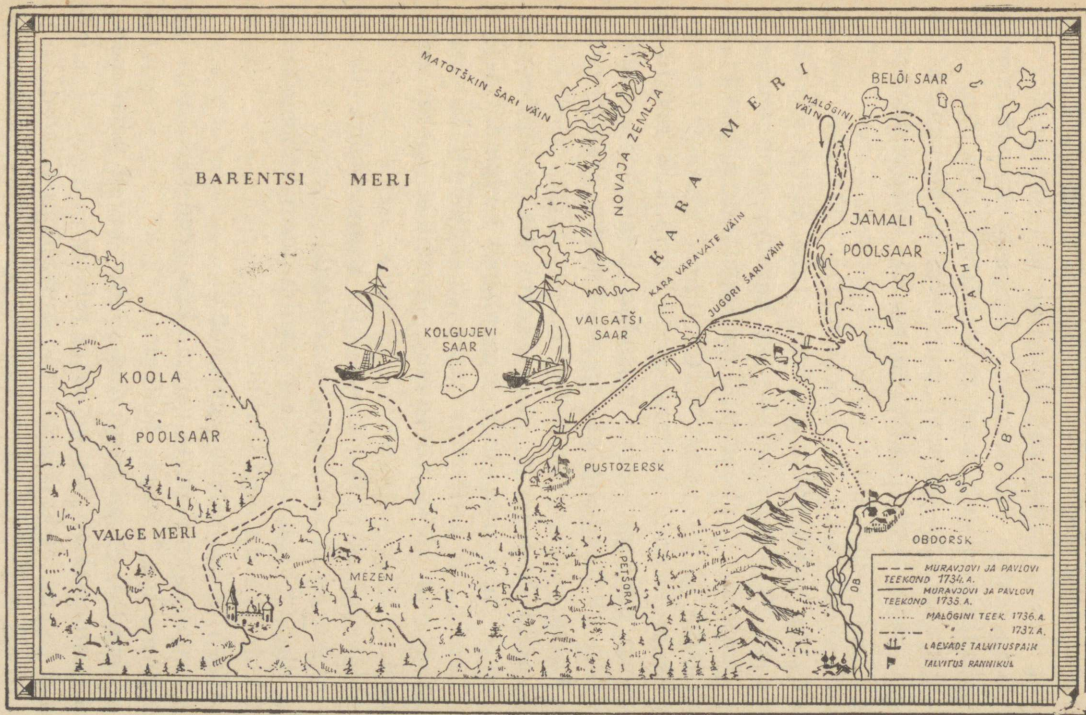 MATOTŠKIN ŠARI VÄIN
BARENTSI MERI
NOVAJA ZEMLJA
KARA MERI
MALÕGINI
VÄIN
BELÕI SAAR
JÄMALI
POOLSAAR
OBI LAHT
KARA VÄRAVATE VÄIN
JUGORI ŠARI VÄIN
VAIGATŠI
SAAR
KOLGUJEVI
SAAR
KOOLA
POOLSAAR
VALGE MERI
MEZEN
PUSTOZERSK
PETŠORA
OB
OBDORSK
MURAVJOVI JA PAVLOVI
TEEKOND 1734. A.
MURAVJOVI JA PAVLOVI
TEEKOND 1735. A.
MALÕGINI TEEK. 1736. A.
" " 1737. A.
LAEVADE TALVITUSPAIK
TALVITUS RANNIKUL